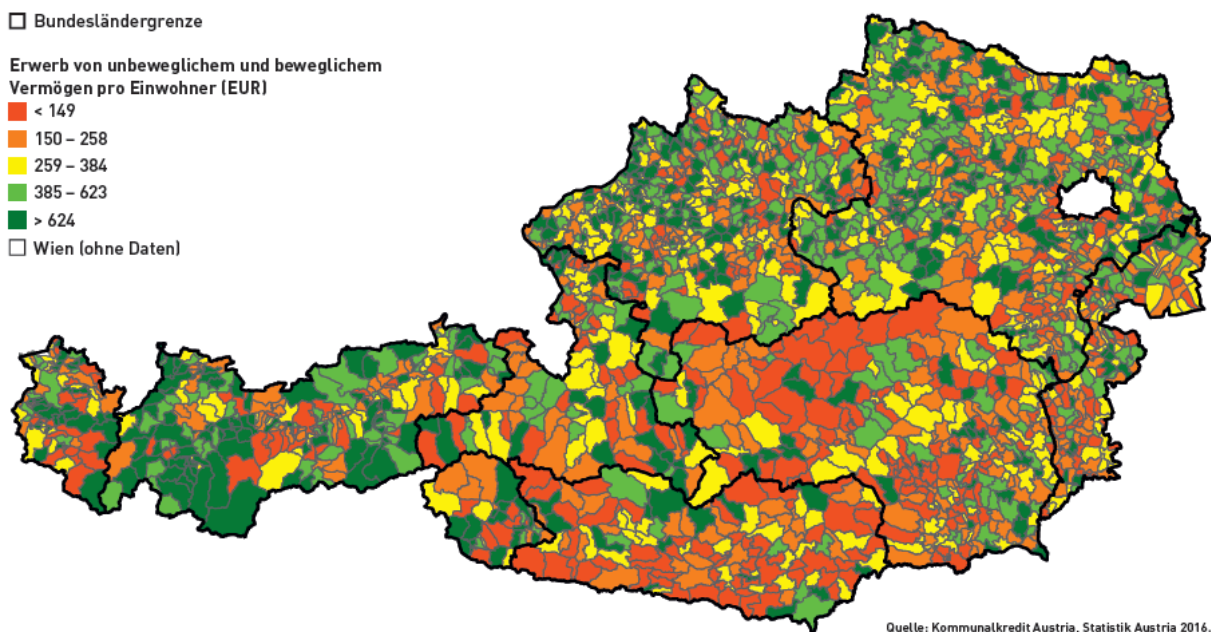 Bundesländergrenze
Erwerb von unbeweglichem und beweglichem
Vermögen pro Einwohner (EUR)
< 149
150 – 258
259 – 384
385 – 623
> 624
Wien (ohne Daten)
Quelle: Kommunalkredit Austria, Statistik Austria 2016.